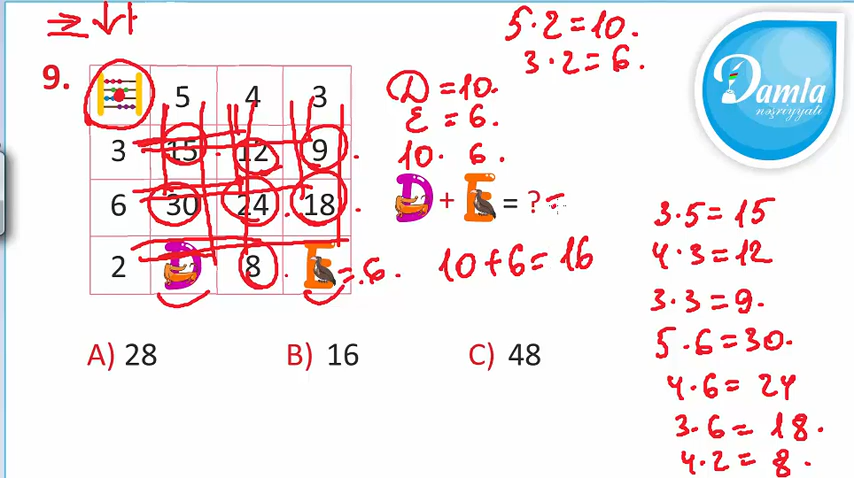 5·2=10.
3·2=6.
9.
5 4 3
3 15 12 9
6 30 24 18
2 D 8 E =.6.
D=10.
E=6.
10. 6.
D + E = ?=
10+6=16
Damla
nəşriyyatı
3·5=15
4·3=12
3·3=9.
5·6=30.
4·6=24
3·6=18.
4·2=8.
A) 28 B) 16 C) 48